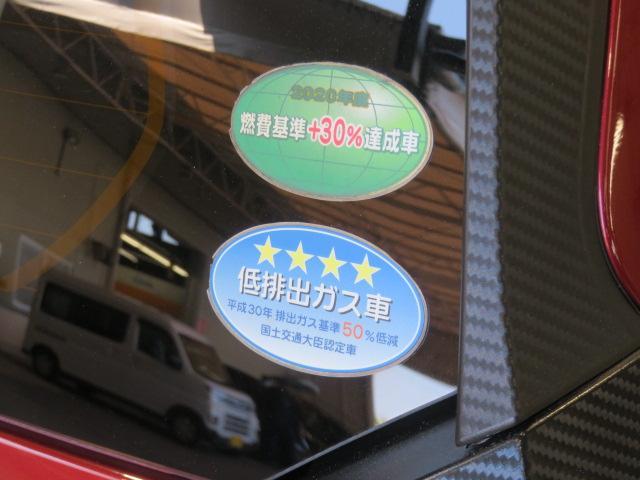 2020年度
燃費基準+30%達成車
低排出ガス車
平成30年 排出ガス基準50%低減
国土交通大臣認定車